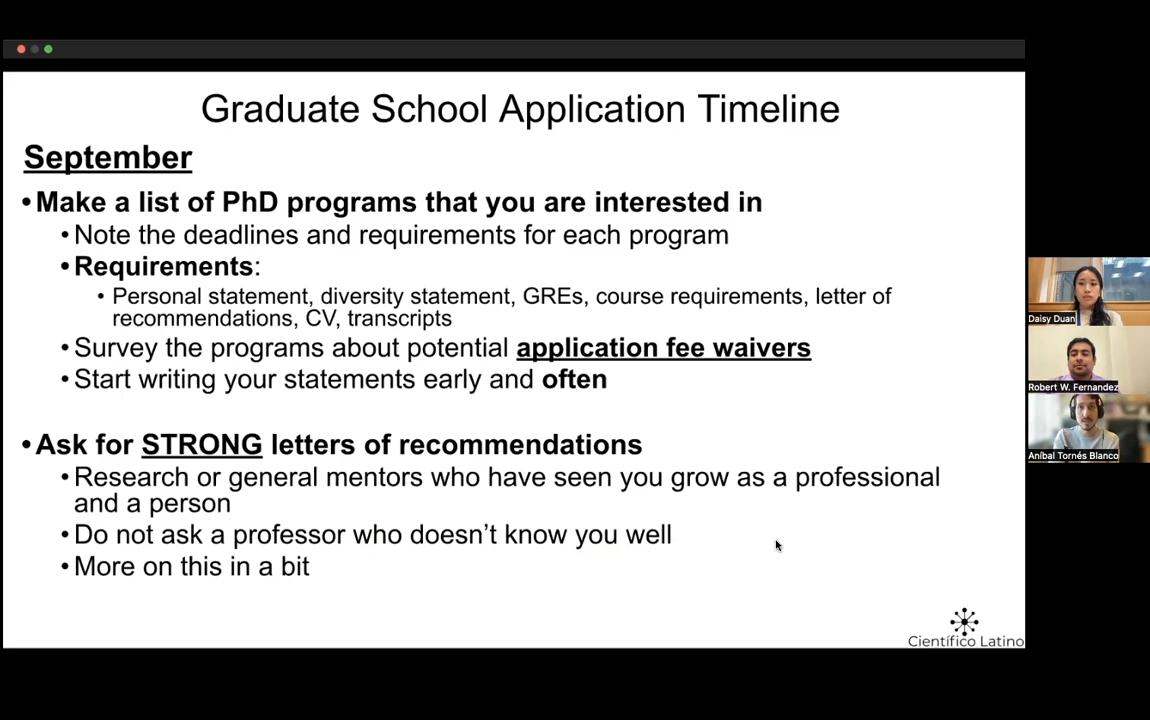 Graduate School Application Timeline
September
• Make a list of PhD programs that you are interested in
• Note the deadlines and requirements for each program
• Requirements:
• Personal statement, diversity statement, GREs, course requirements, letter of
recommendations, CV, transcripts
• Survey the programs about potential application fee waivers
• Start writing your statements early and often
• Ask for STRONG letters of recommendations
• Research or general mentors who have seen you grow as a professional
and a person
• Do not ask a professor who doesn’t know you well
• More on this in a bit
Científico Latino
Daisy Duan
Robert W. Fernandez
Aníbal Tornés Blanco